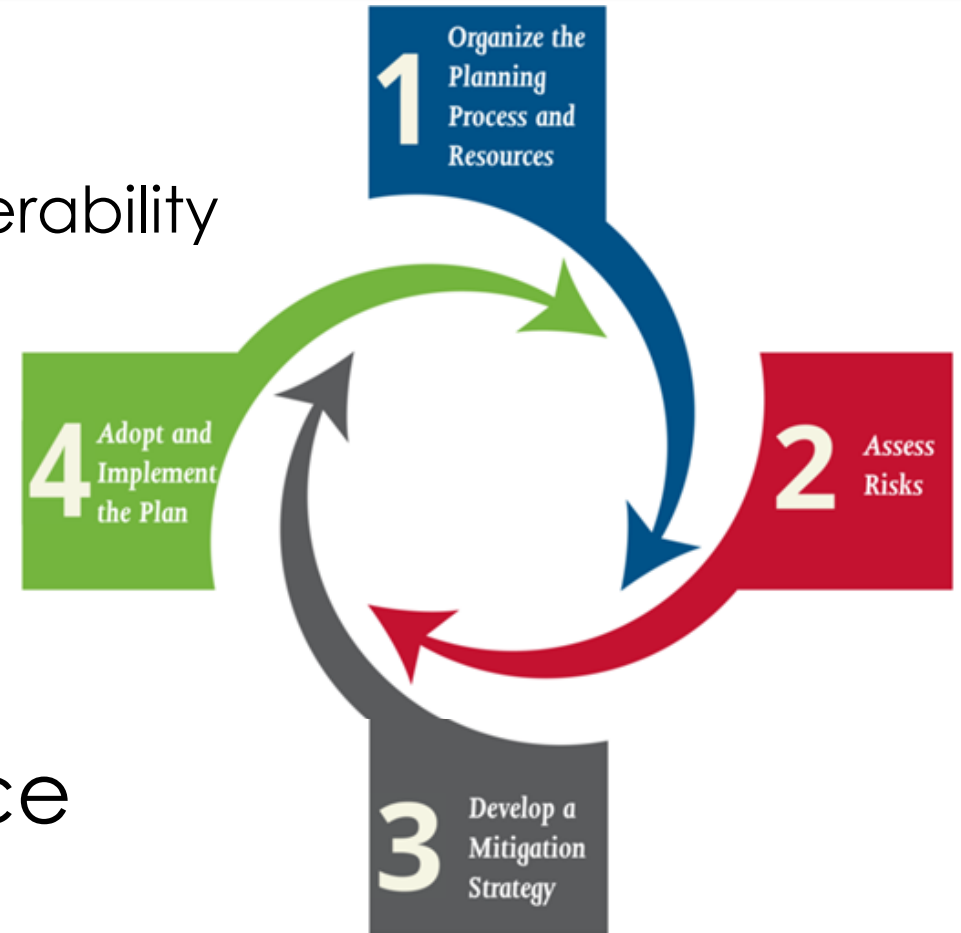 1
Organize the
Planning
Process and
Resources
erability
4
Adopt and
Implement
the Plan
2
Assess
Risks
ce
3
Develop a
Mitigation
Strategy